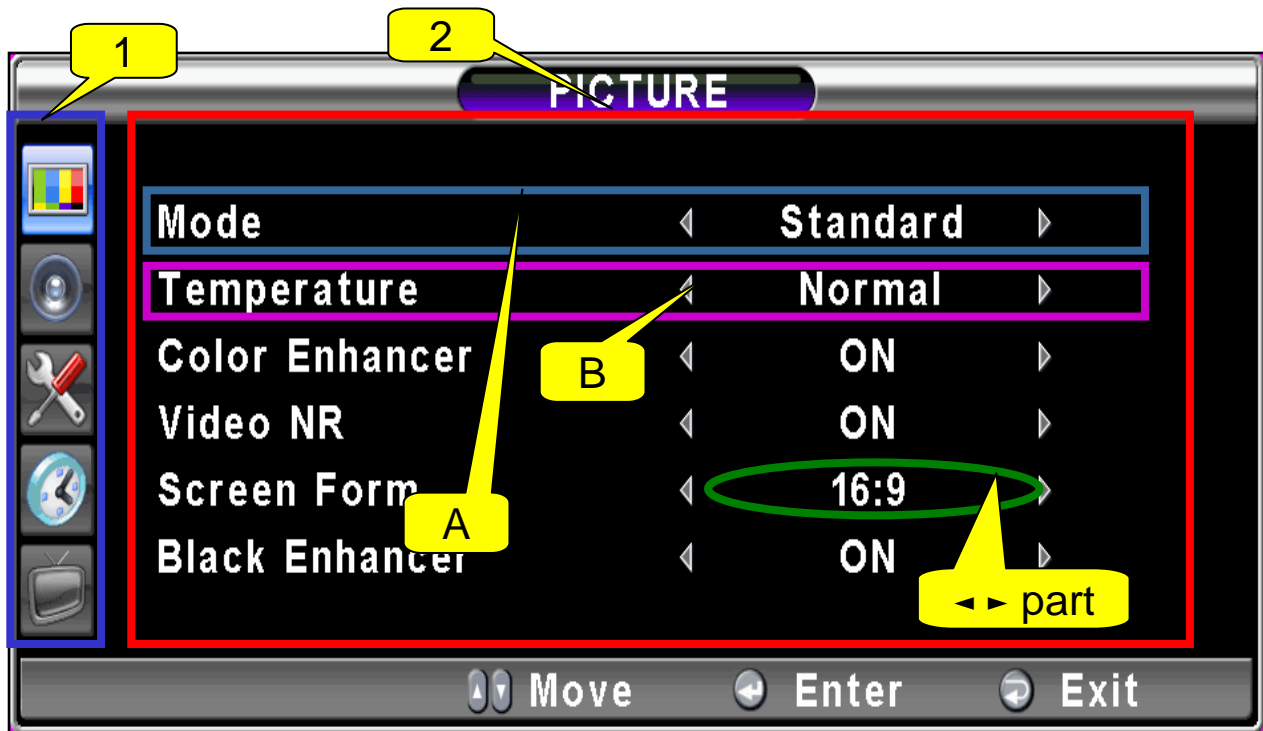 1
2
PICTURE
Mode Standard
Temperature Normal
Color Enhancer ON
B
Video NR ON
Screen Form 16:9
A
Black Enhancer ON
◄ ► part
Move Enter Exit